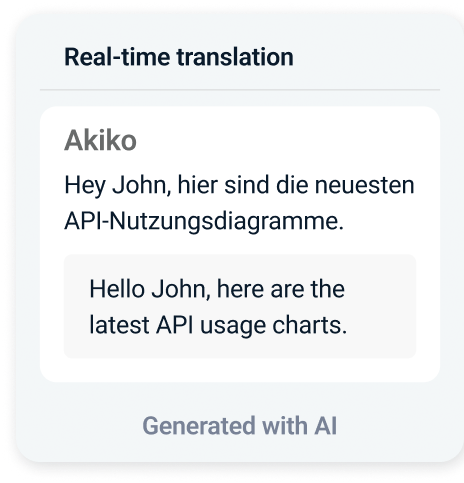 Real-time translation
Akiko
Hey John, hier sind die neuesten
API-Nutzungsdiagramme.
Hello John, here are the
latest API usage charts.
Generated with AI